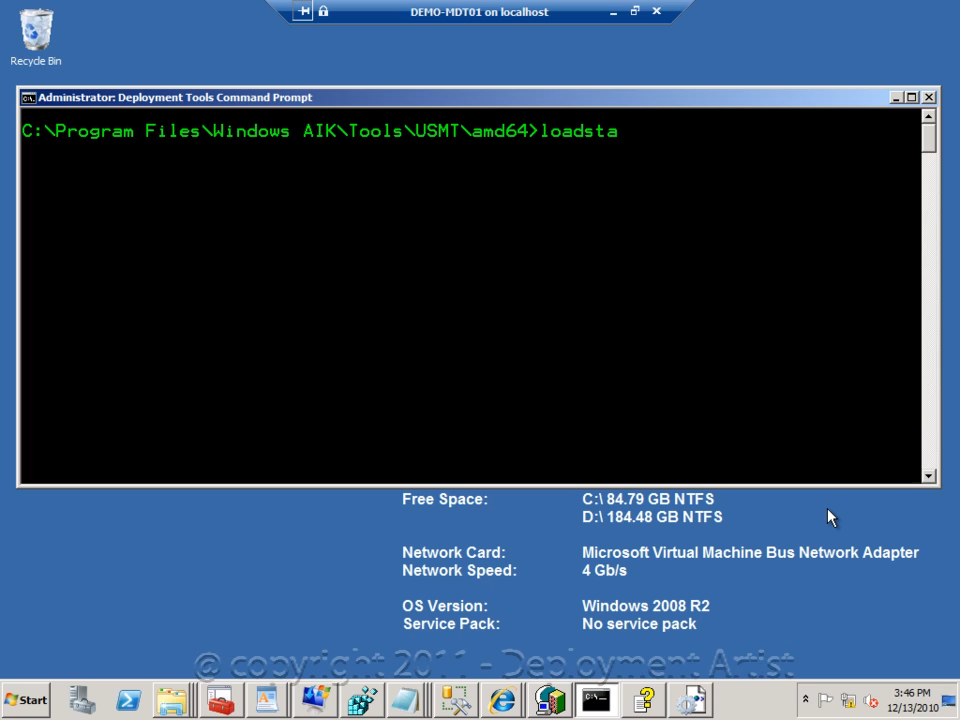 DEMO-MDT01 on localhost
Recycle Bin
Administrator: Deployment Tools Command Prompt
C:\Program Files\Windows AIK\Tools\USMT\amd64>loadsta
Free Space: C:\ 84.79 GB NTFS
D:\ 184.48 GB NTFS
Network Card: Microsoft Virtual Machine Bus Network Adapter
Network Speed: 4 Gb/s
OS Version: Windows 2008 R2
Service Pack: No service pack
@ copyright 2011 - Deployment Artist
Start
3:46 PM
12/13/2010